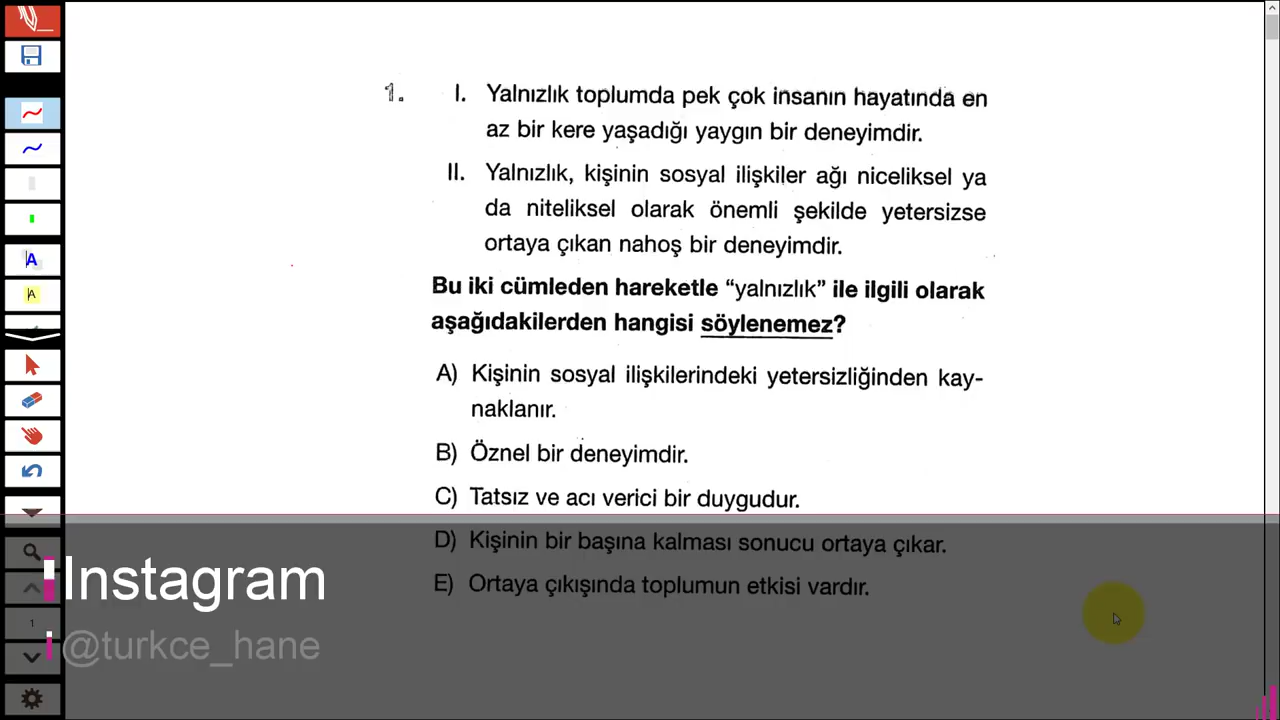 1. I. Yalnızlık toplumda pek çok insanın hayatında en
az bir kere yaşadığı yaygın bir deneyimdir.
II. Yalnızlık, kişinin sosyal ilişkiler ağı niceliksel ya
da niteliksel olarak önemli şekilde yetersizse
ortaya çıkan nahoş bir deneyimdir.
Bu iki cümleden hareketle “yalnızlık” ile ilgili olarak
aşağıdakilerden hangisi söylenemez?
A) Kişinin sosyal ilişkilerindeki yetersizliğinden kay-
naklanır.
B) Öznel bir deneyimdir.
C) Tatsız ve acı verici bir duygudur.
D) Kişinin bir başına kalması sonucu ortaya çıkar.
E) Ortaya çıkışında toplumun etkisi vardır.
Instagram
@turkce_hane
A
A
1